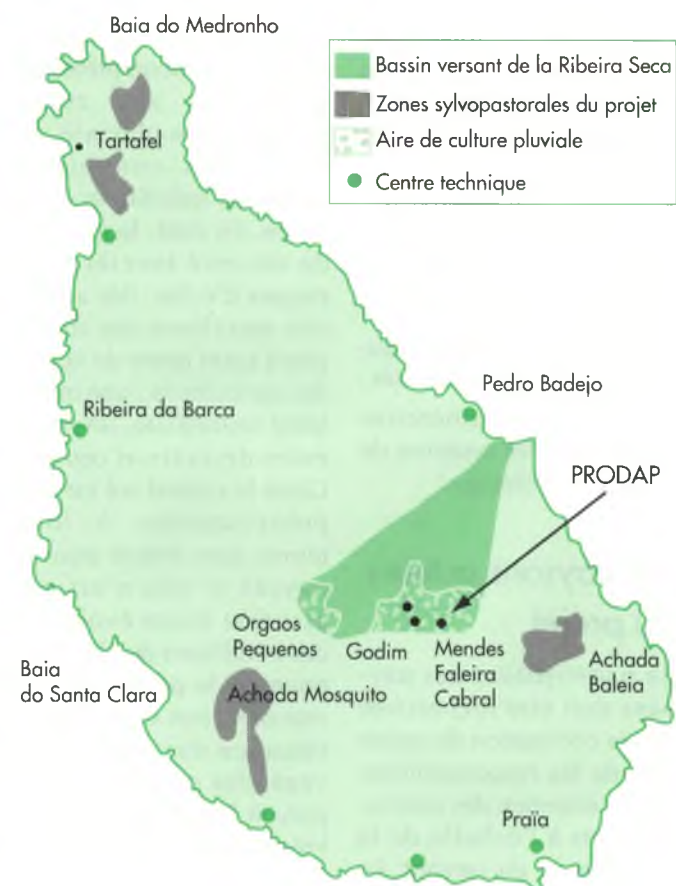 Baia do Medronho
Bassin versant de la Ribeira Seca
Zones sylvopastorales du projet
Aire de culture pluviale
Centre technique
Tartafel
Pedro Badejo
Ribeira da Barca
PRODAP
Orgaos
Pequenos
Godim
Mendes
Faleira
Cabral
Achada
Baleia
Baia
do Santa Clara
Achada Mosquito
Praïa